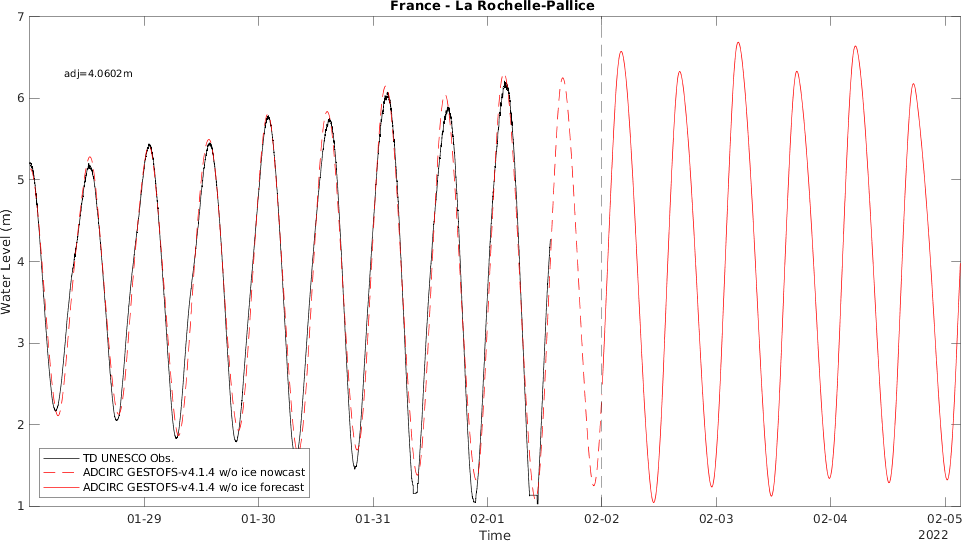 France - La Rochelle-Pallice
adj=4.0602m
Water Level (m)
7
6
5
4
3
2
1
TD UNESCO Obs.
ADCIRC GESTOFS-v4.1.4 w/o ice nowcast
ADCIRC GESTOFS-v4.1.4 w/o ice forecast
01-29 01-30 01-31 02-01 02-02 02-03 02-04 02-05
Time
2022